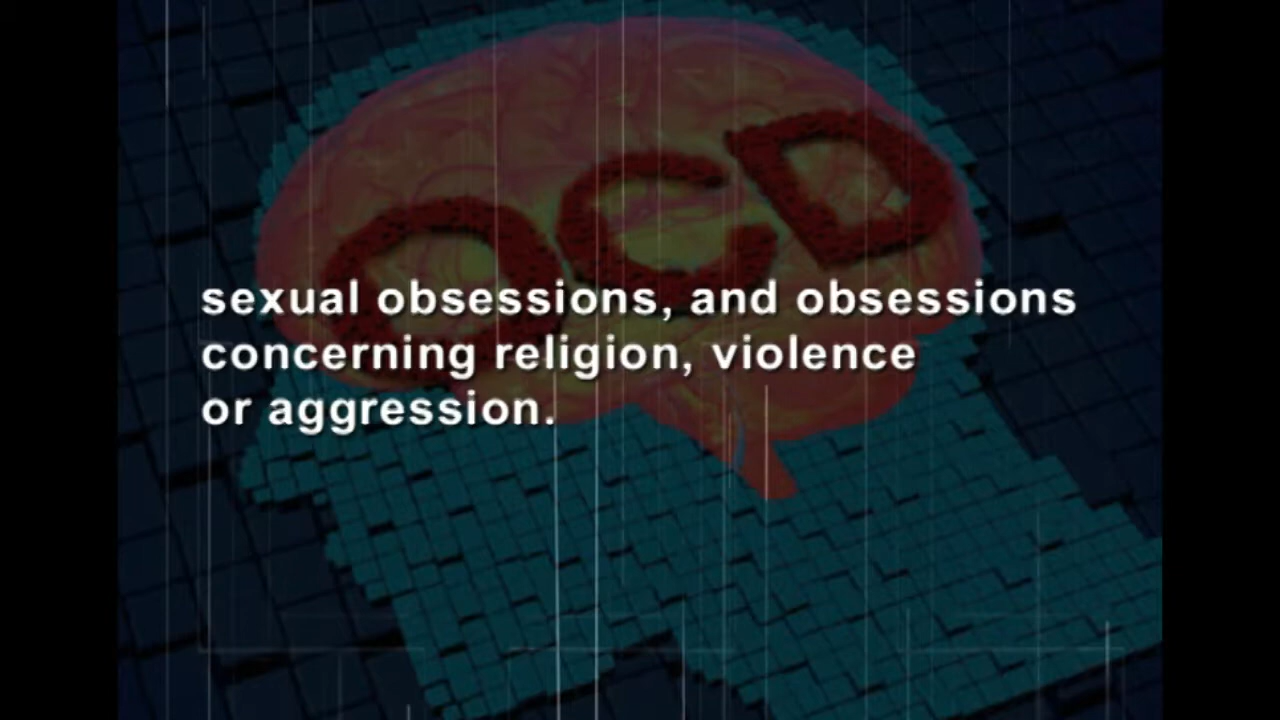 OCD
sexual obsessions, and obsessions
concerning religion, violence
or aggression.